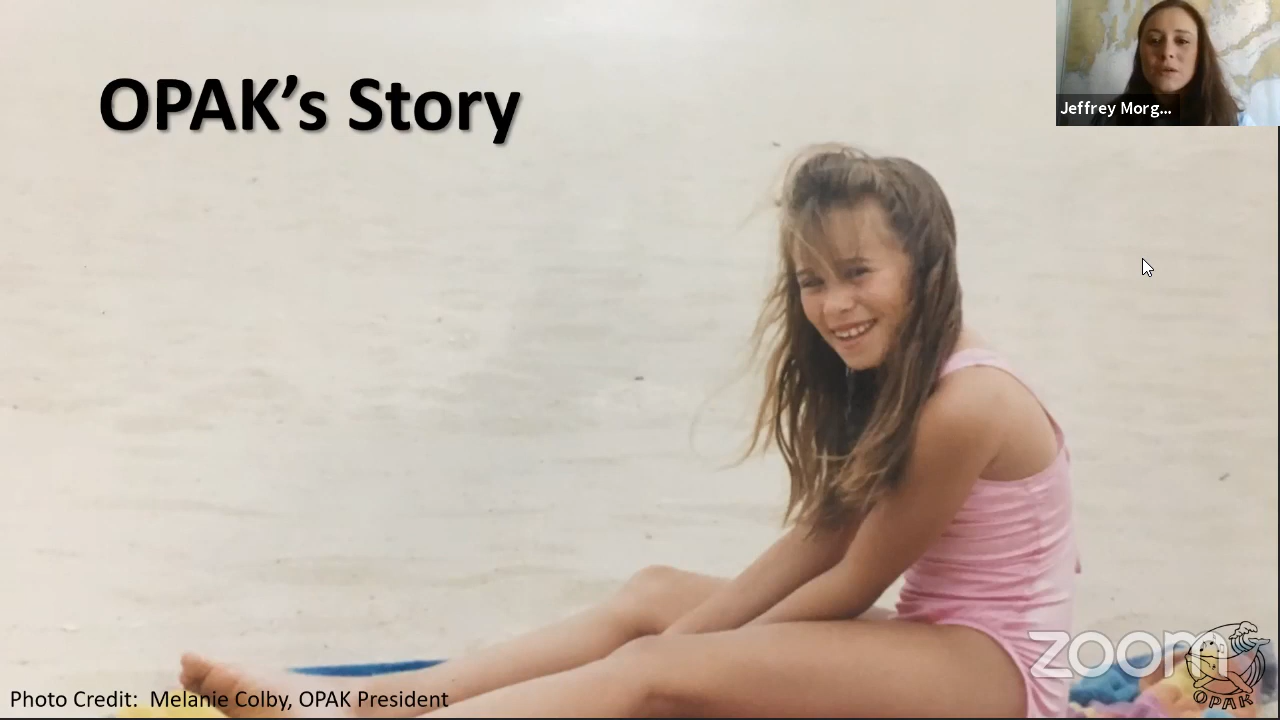 OPAK's Story
Jeffrey Morg...
zoom
OPAK
Photo Credit:  Melanie Colby, OPAK President